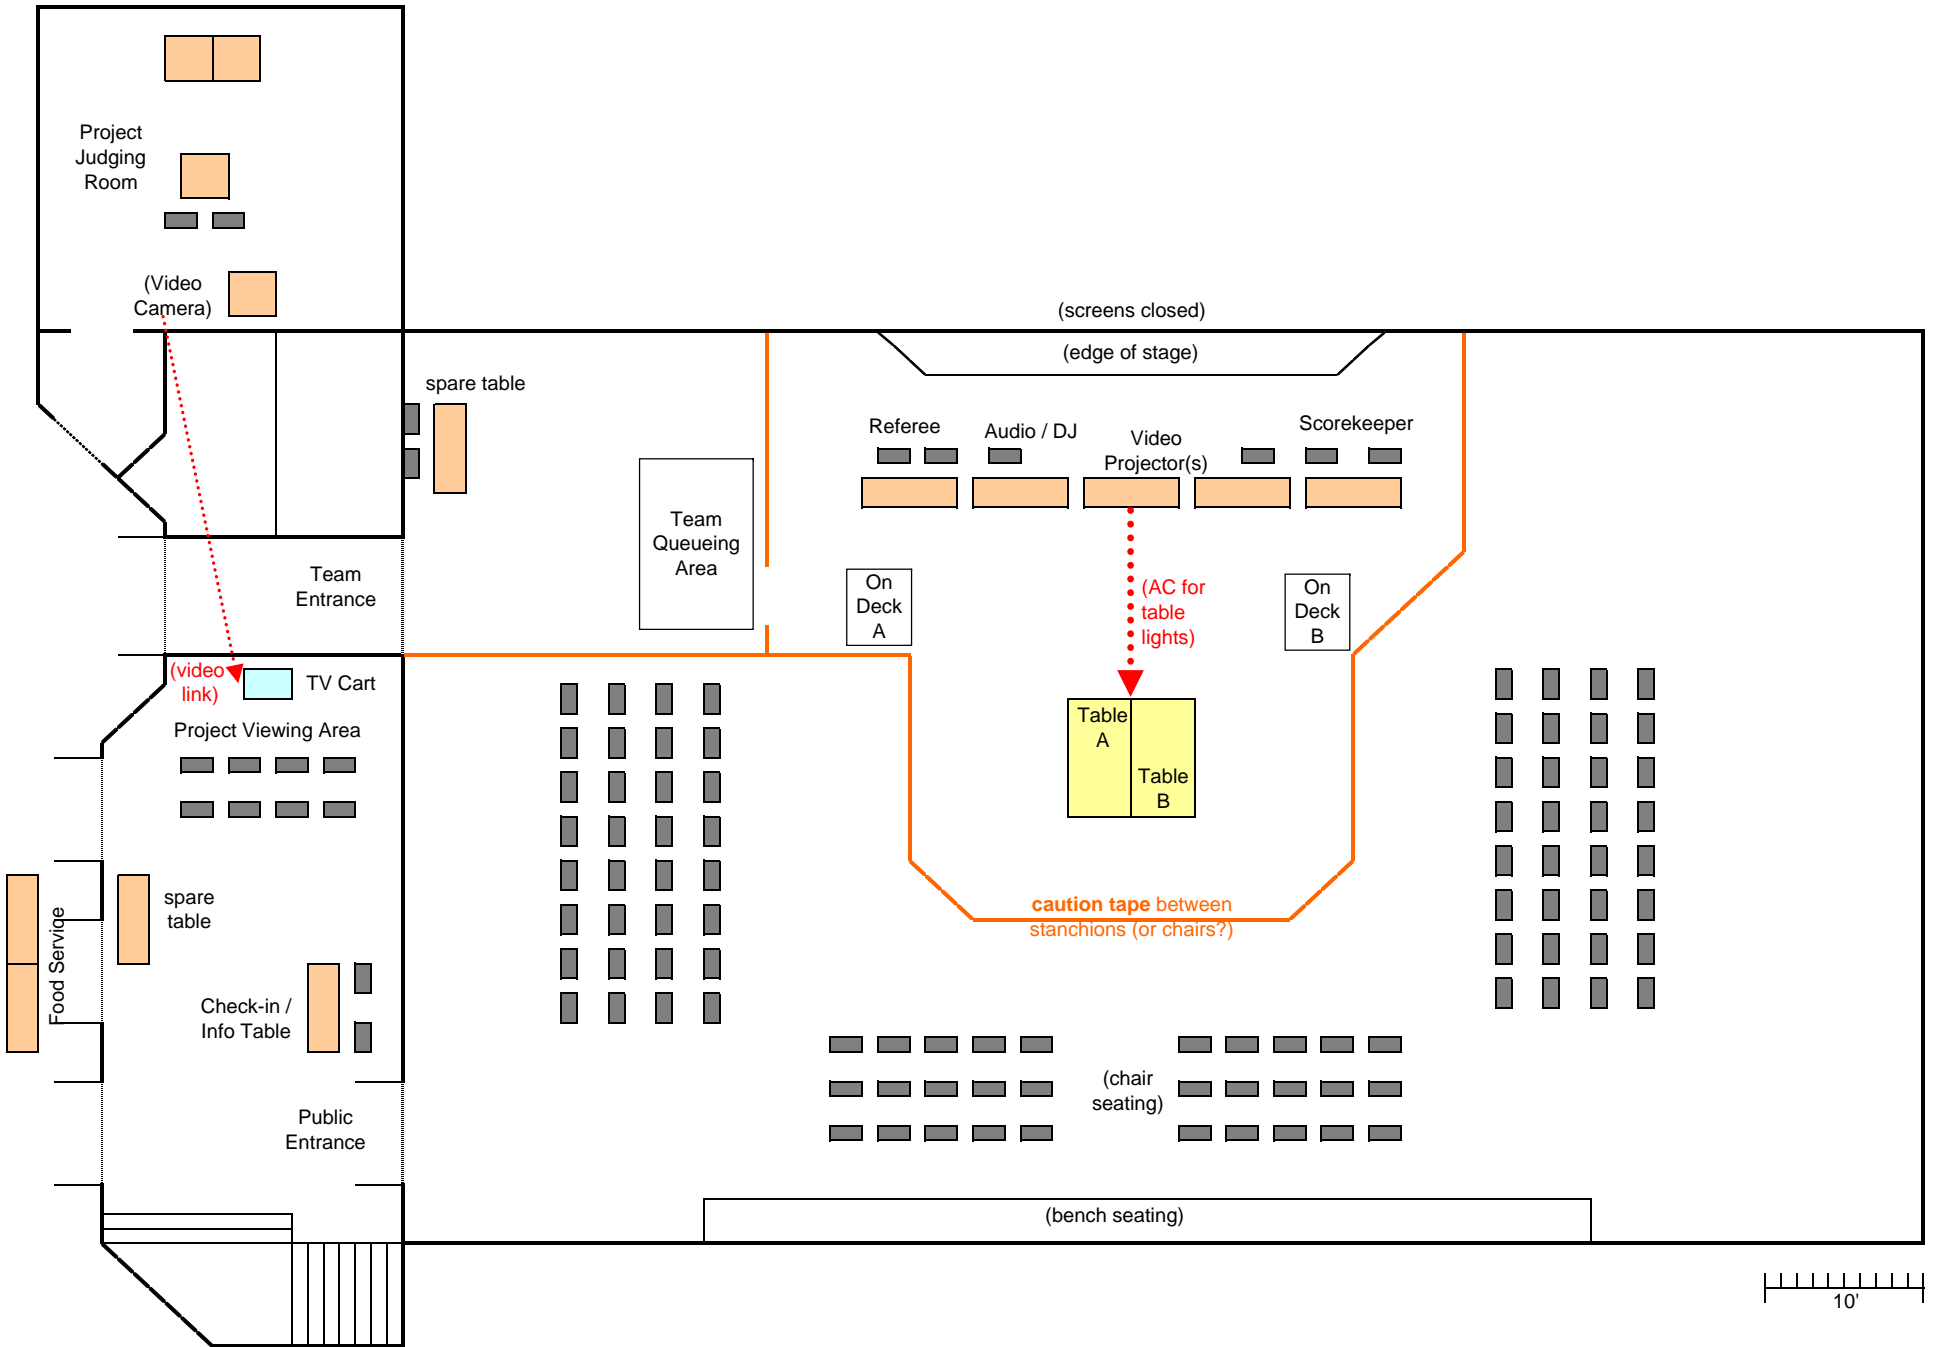 Project
Judging
Room
(Video
Camera)
(screens closed)
(edge of stage)
spare table
Referee
Audio / DJ
Video
Projector(s)
Scorekeeper
Team
Queueing
Area
Team
Entrance
On
Deck
A
(AC for
table
lights)
On
Deck
B
(video
link)
TV Cart
Project Viewing Area
Table
A
Table
B
spare
table
Food Service
caution tape between
stanchions (or chairs?)
Check-in /
Info Table
(chair
seating)
Public
Entrance
(bench seating)
10'